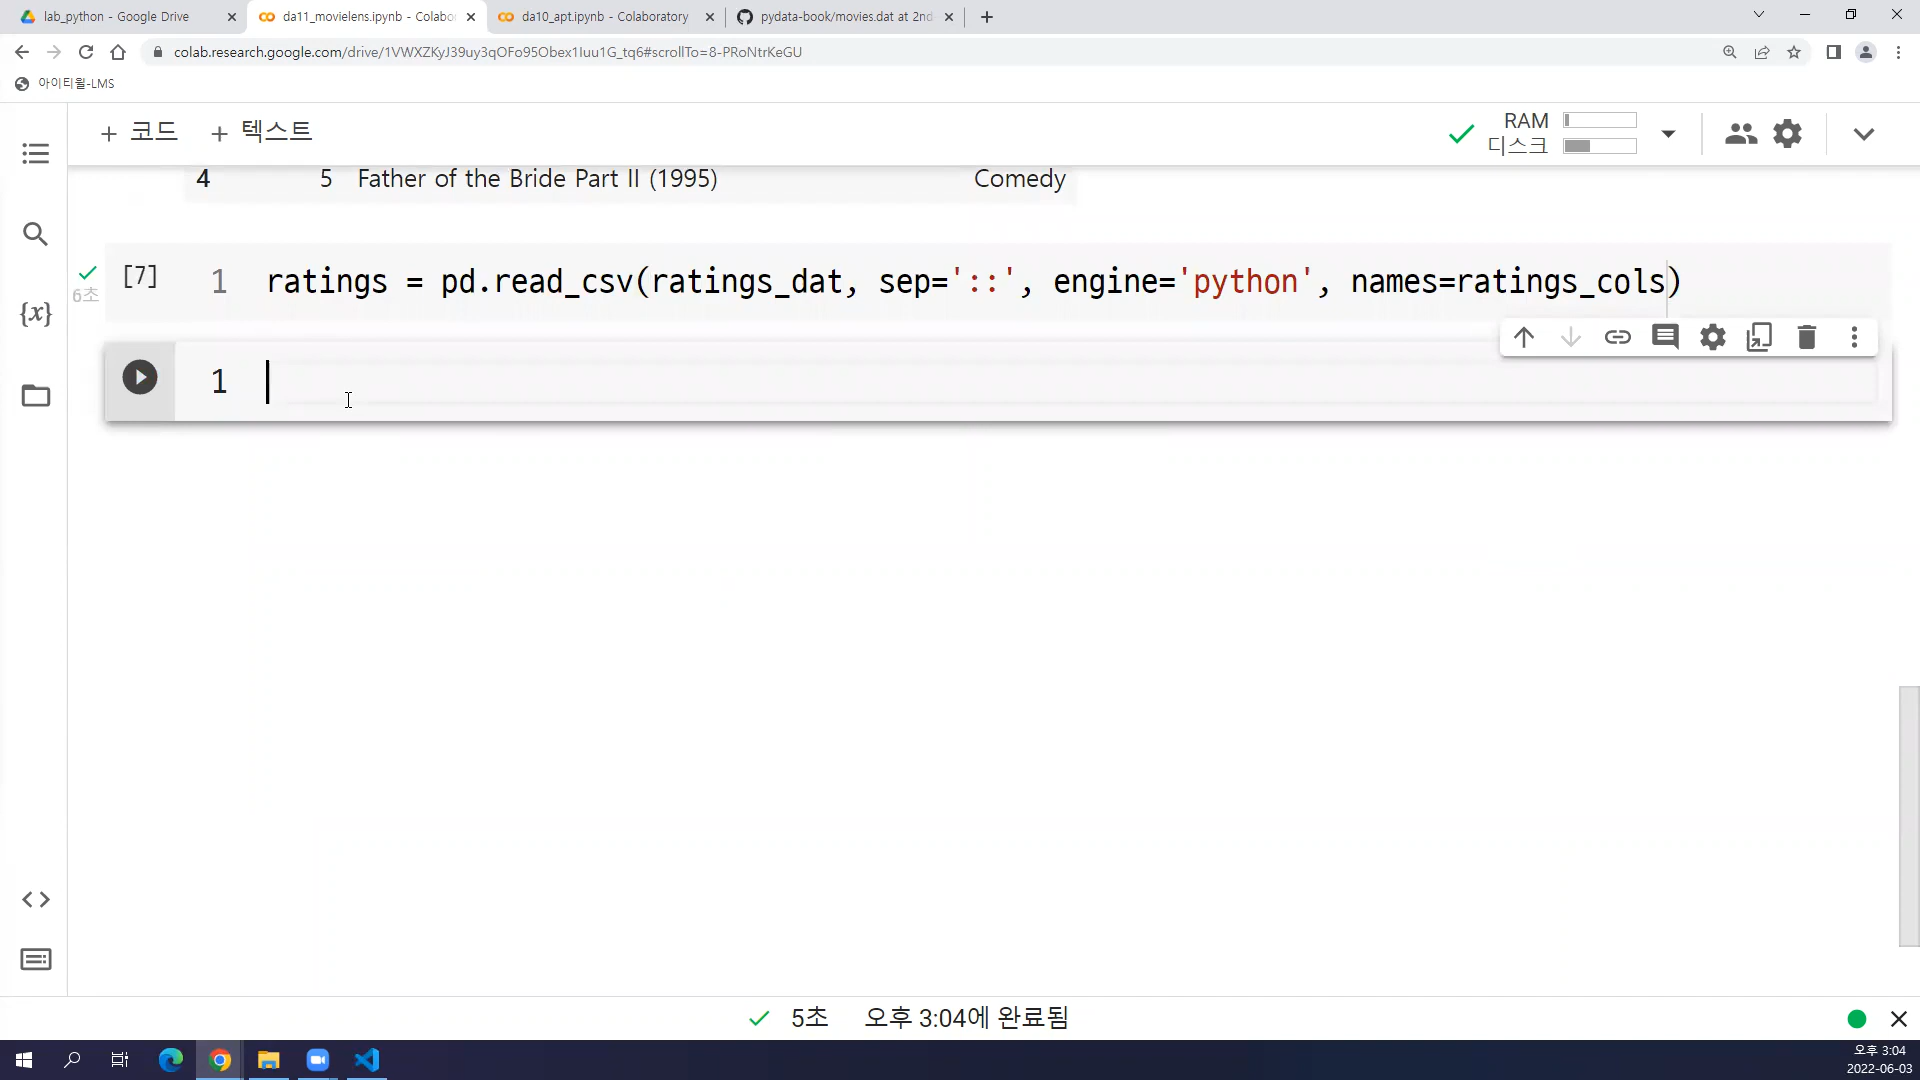 lab_python - Google Drive
da11_movielens.ipynb - Colabo
da10_apt.ipynb - Colaboratory
pydata-book/movies.dat at 2nd
colab.research.google.com/drive/1VWXZKyJ39uy3qOFo95Obex1Iuu1G_tq6#scrollTo=8-PRoNtrKeGU
아이티윌-LMS
+ 코드 + 텍스트
RAM
디스크
4 5 Father of the Bride Part II (1995) Comedy
[7] 1 ratings = pd.read_csv(ratings_dat, sep='::', engine='python', names=ratings_cols)
6초
{x}
1
5초 오후 3:04에 완료됨
오후 3:04
2022-06-03